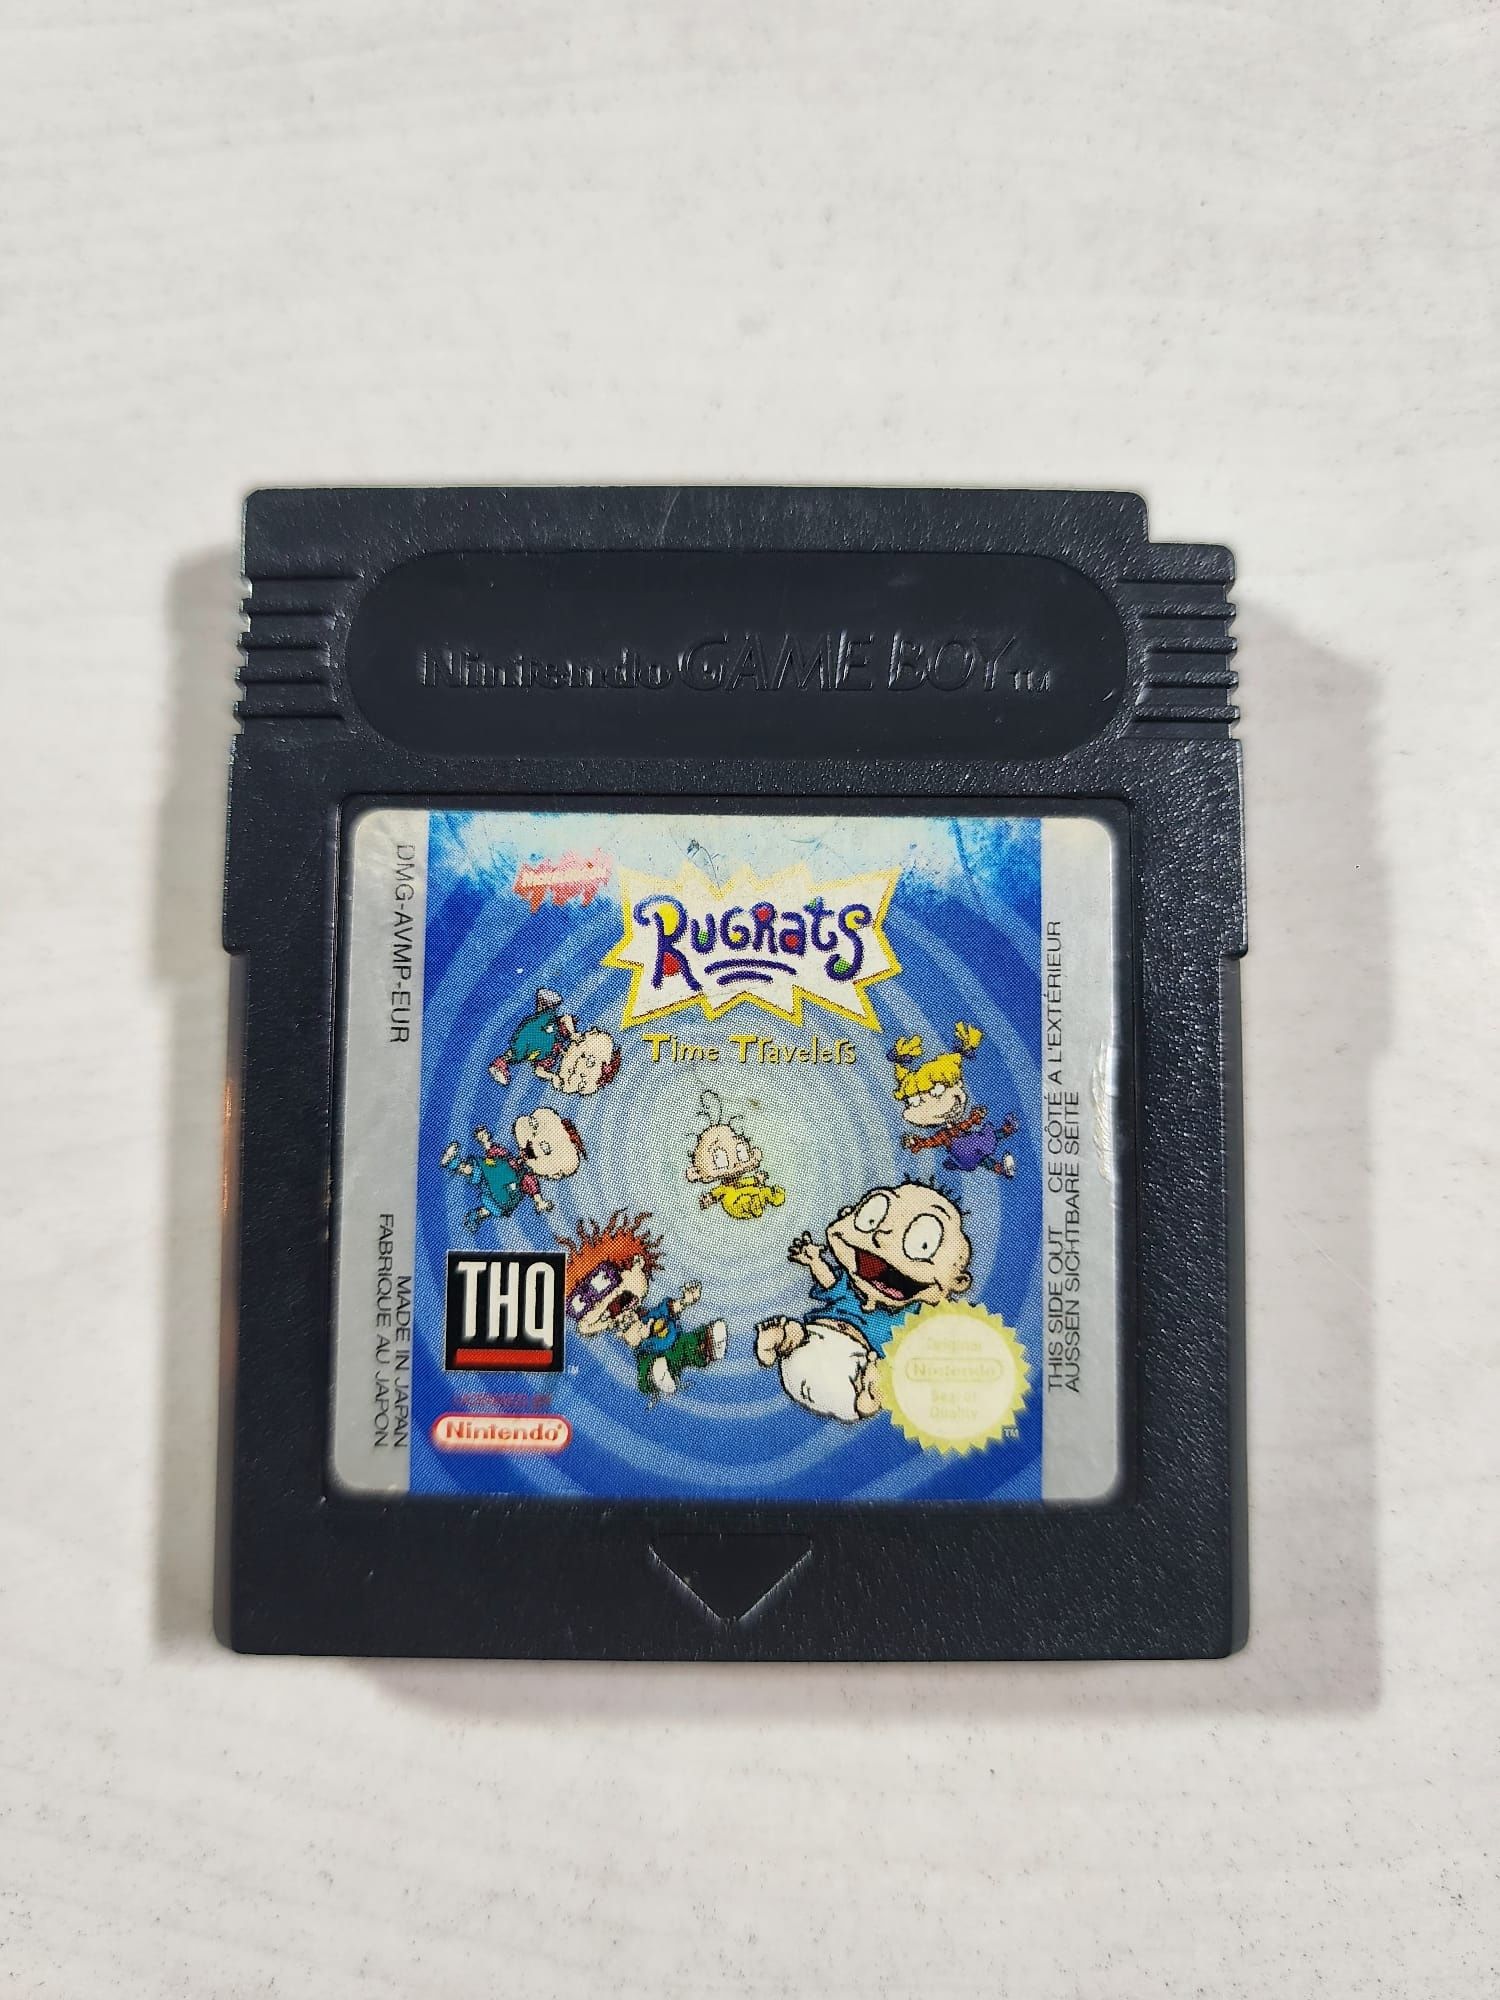 Nintendo GAME BOY TM
DMG-AVMP-EUR
RUGRATS
Time Travelers
THQ
TM
Nintendo
Original
Nintendo
Seal of
Quality
TM
MADE IN JAPAN
FABRIQUE AU JAPON
THIS SIDE OUT CE CÔTÉ A L'EXTÉRIEUR
AUSSEN SICHTBARE SEITE